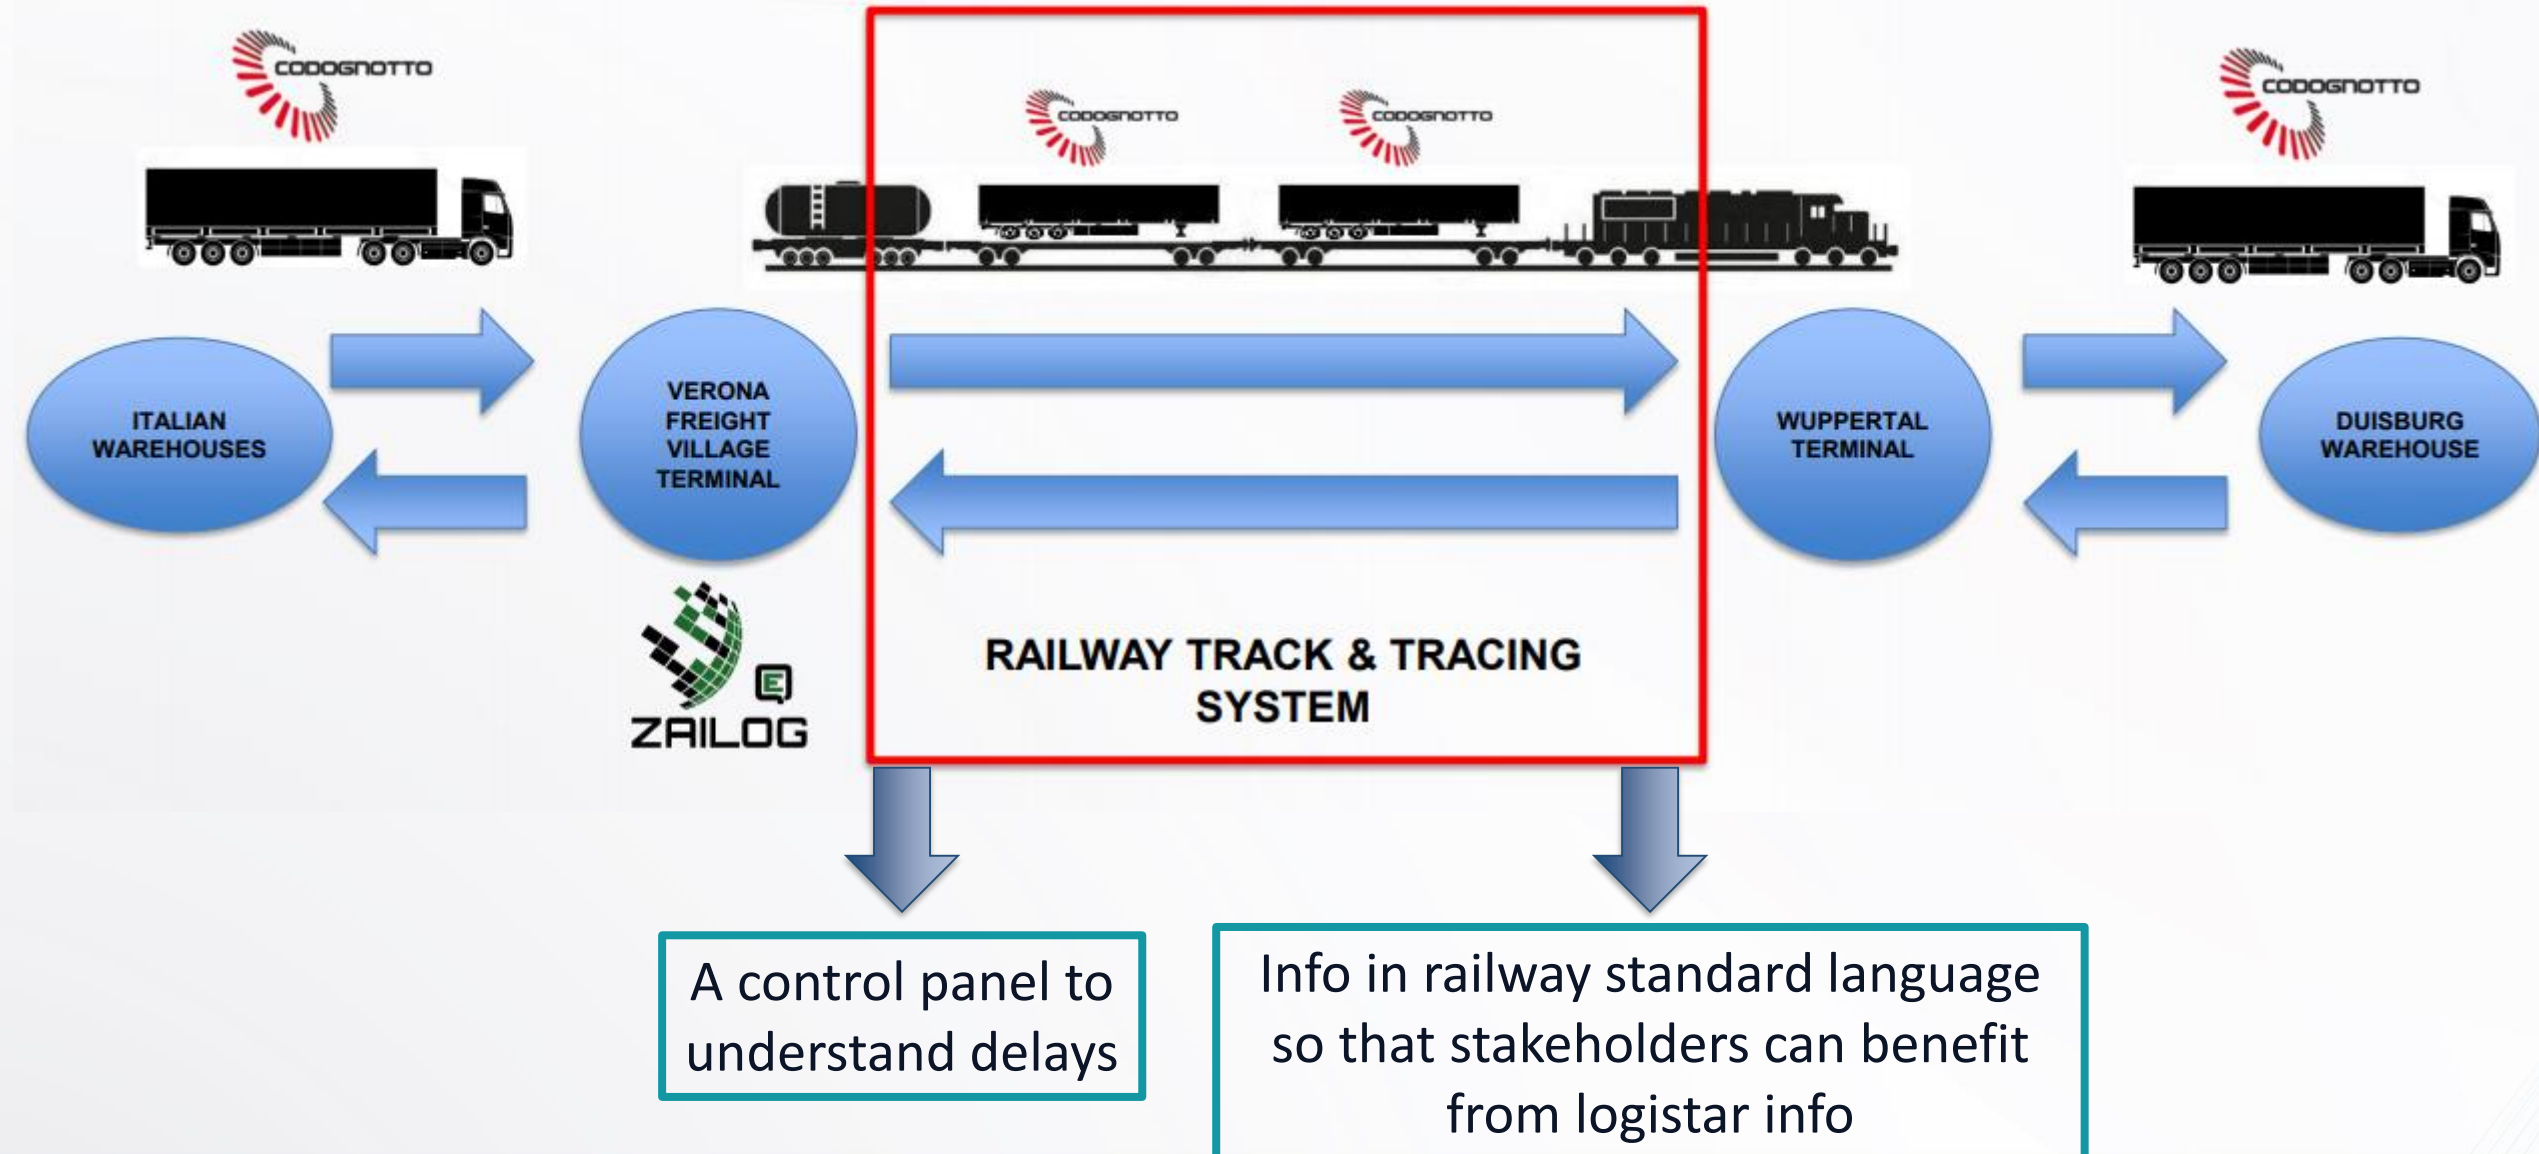 CODOGNOTTO
CODOGNOTTO
CODOGNOTTO
CODOGNOTTO
ITALIAN
WAREHOUSES
VERONA
FREIGHT
VILLAGE
TERMINAL
WUPPERTAL
TERMINAL
DUISBURG
WAREHOUSE
QE
ZAILOG
RAILWAY TRACK & TRACING
SYSTEM
A control panel to
understand delays
Info in railway standard language
so that stakeholders can benefit
from logistar info